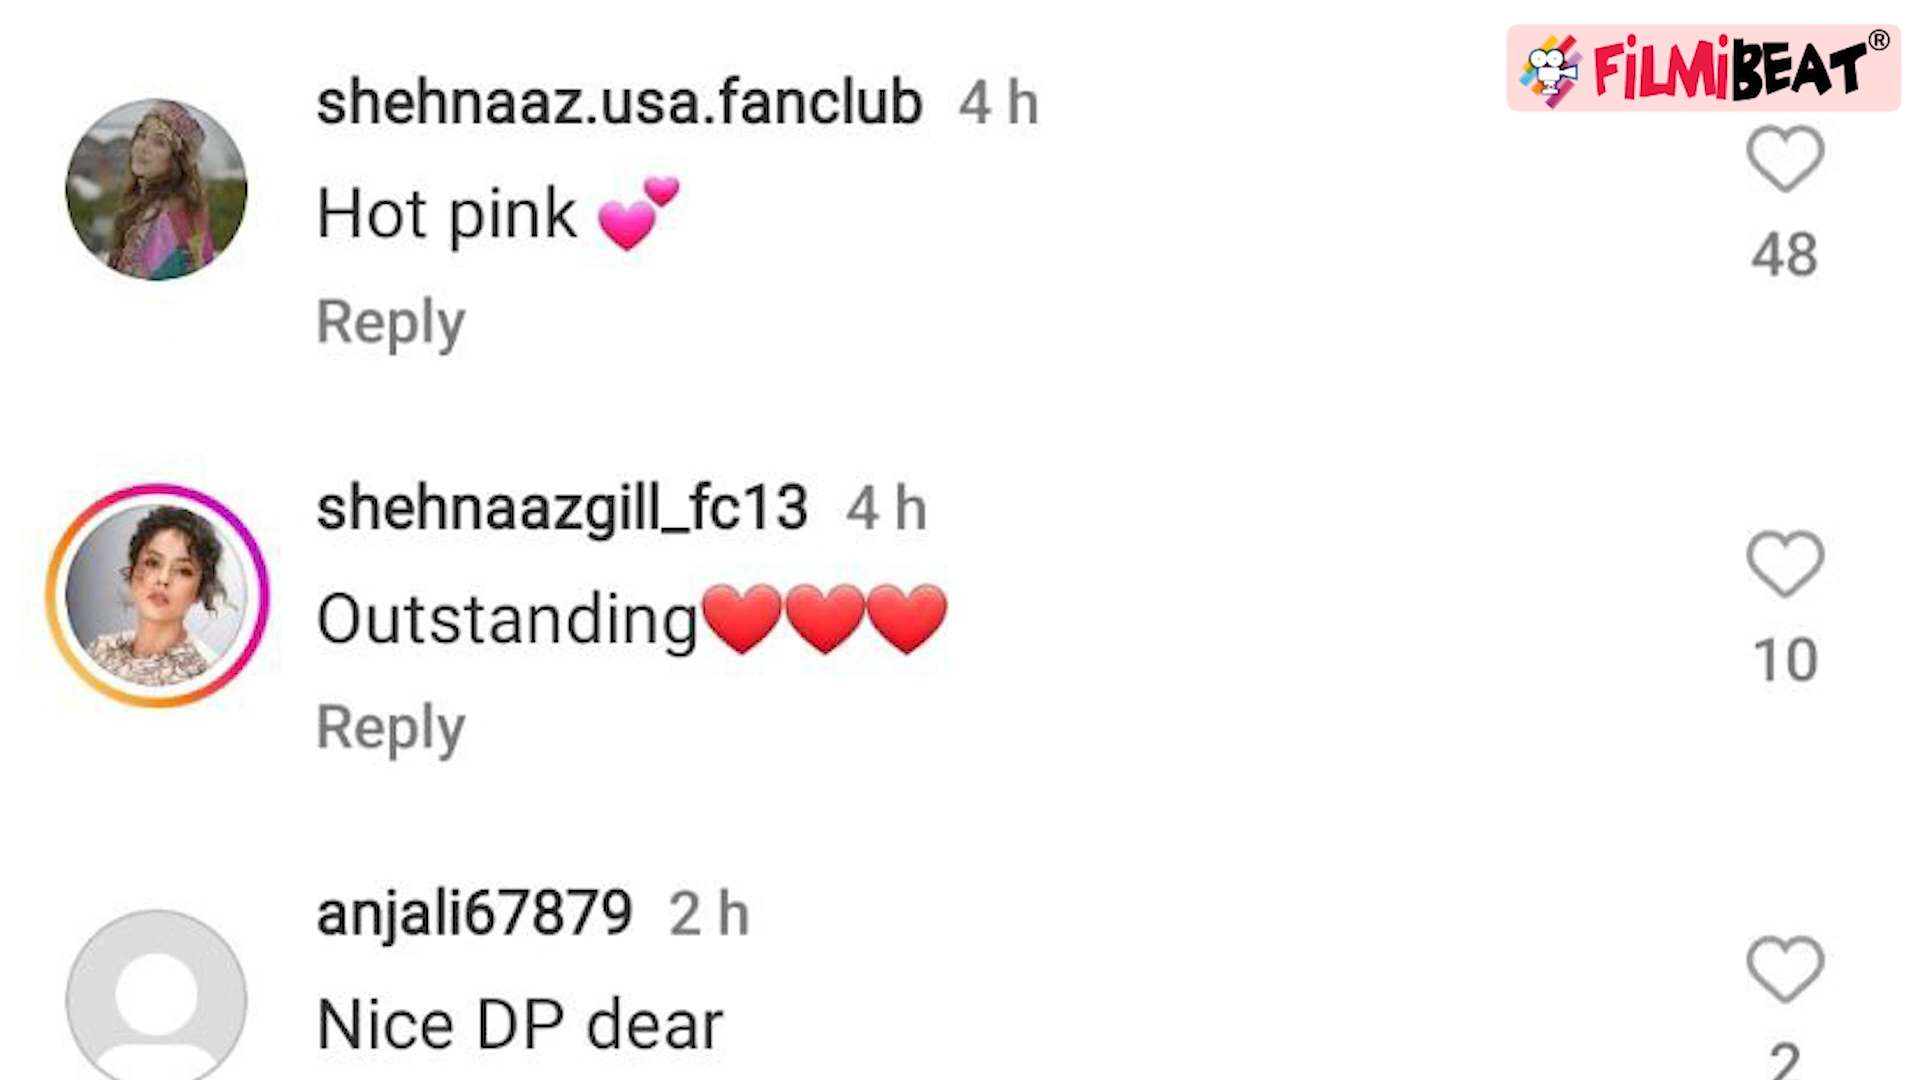 FILMIBEAT®
shehnaaz.usa.fanclub 4 h
Hot pink 💕
48
Reply
shehnaazgill_fc13 4 h
Outstanding❤️❤️❤️
10
Reply
anjali67879 2 h
Nice DP dear
2